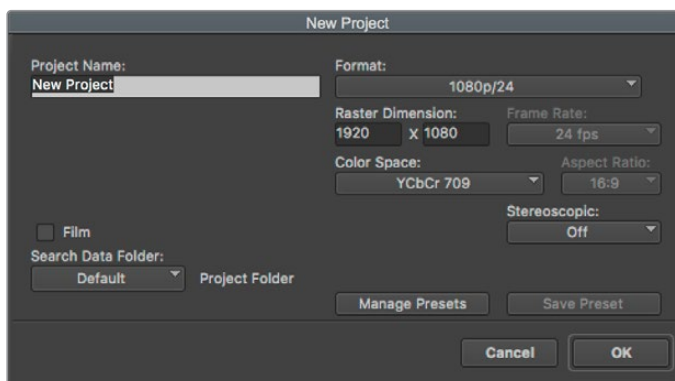 New Project
Project Name:
New Project
Format:
1080p/24
Raster Dimension:
Frame Rate:
1920 x 1080
24 fps
Color Space:
Aspect Ratio:
YCbCr 709
16:9
Stereoscopic:
Off
Film
Search Data Folder:
Default
Project Folder
Manage Presets
Save Preset
Cancel
OK